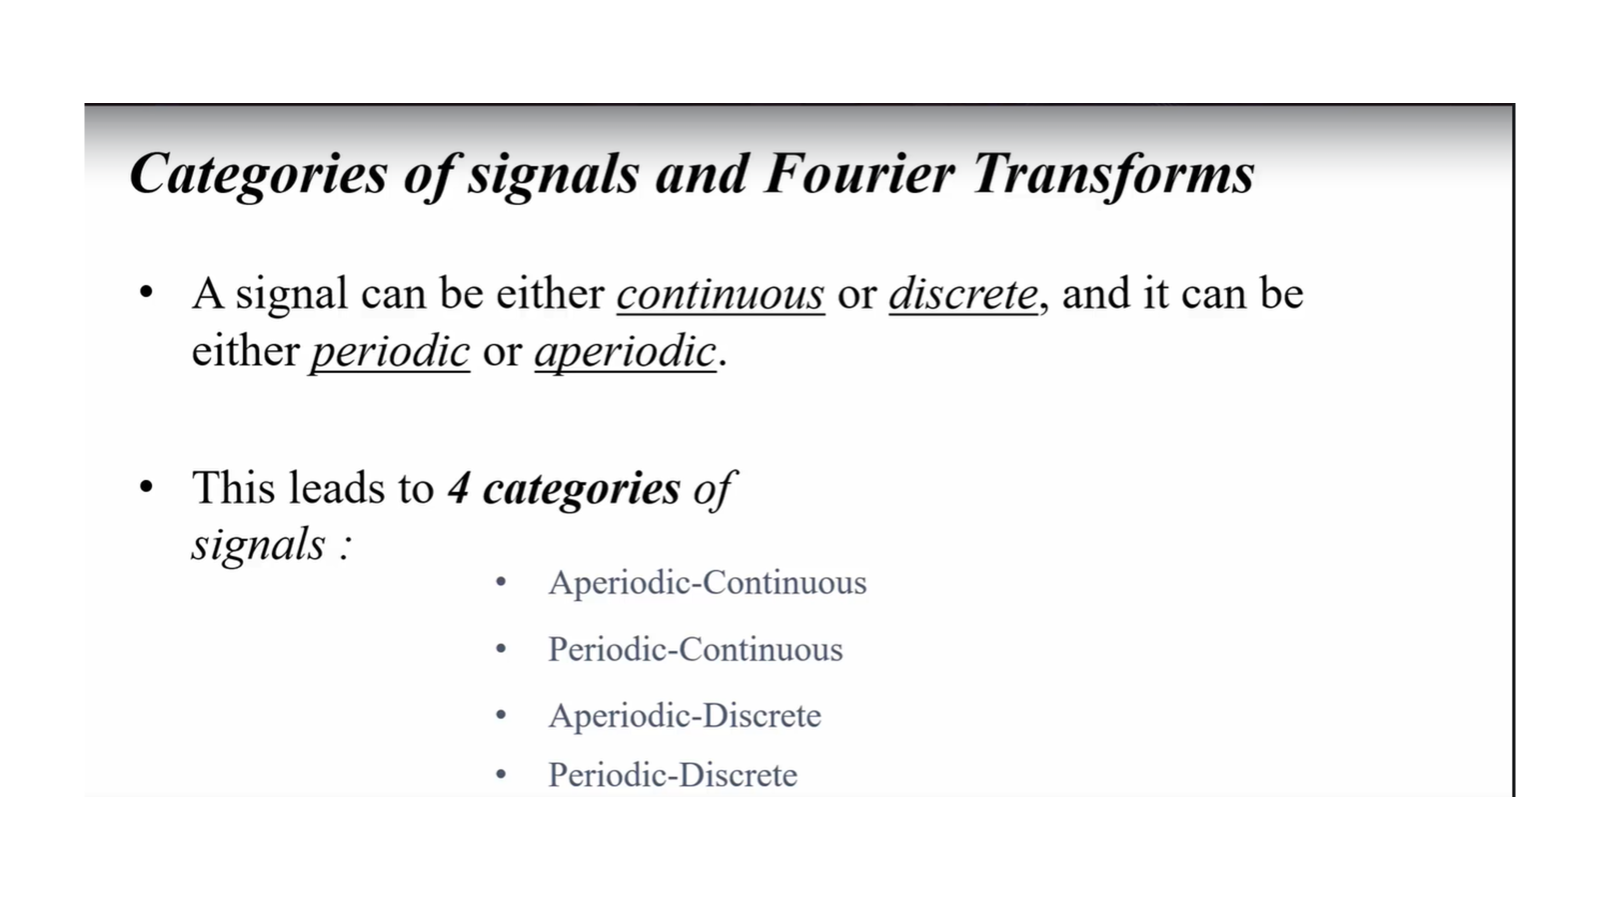 Categories of signals and Fourier Transforms
• A signal can be either continuous or discrete, and it can be
either periodic or aperiodic.
• This leads to 4 categories of
signals :
• Aperiodic-Continuous
• Periodic-Continuous
• Aperiodic-Discrete
• Periodic-Discrete